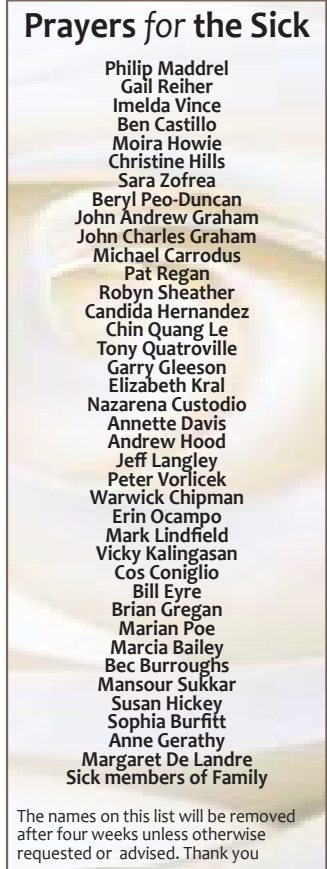 Prayers for the Sick
Philip Maddrel
Gail Reiher
Imelda Vince
Ben Castillo
Moira Howie
Christine Hills
Sara Zofrea
Beryl Peo-Duncan
John Andrew Graham
John Charles Graham
Michael Carrodus
Pat Regan
Robyn Sheather
Candida Hernandez
Chin Quang Le
Tony Quatroville
Garry Gleeson
Elizabeth Kral
Nazarena Custodio
Annette Davis
Andrew Hood
Jeff Langley
Peter Vorlicek
Warwick Chipman
Erin Ocampo
Mark Lindfield
Vicky Kalingasan
Cos Coniglio
Bill Eyre
Brian Gregan
Marian Poe
Marcia Bailey
Bec Burroughs
Mansour Sukkar
Susan Hickey
Sophia Burfitt
Anne Gerathy
Margaret De Landre
Sick members of Family
The names on this list will be removed
after four weeks unless otherwise
requested or advised. Thank you